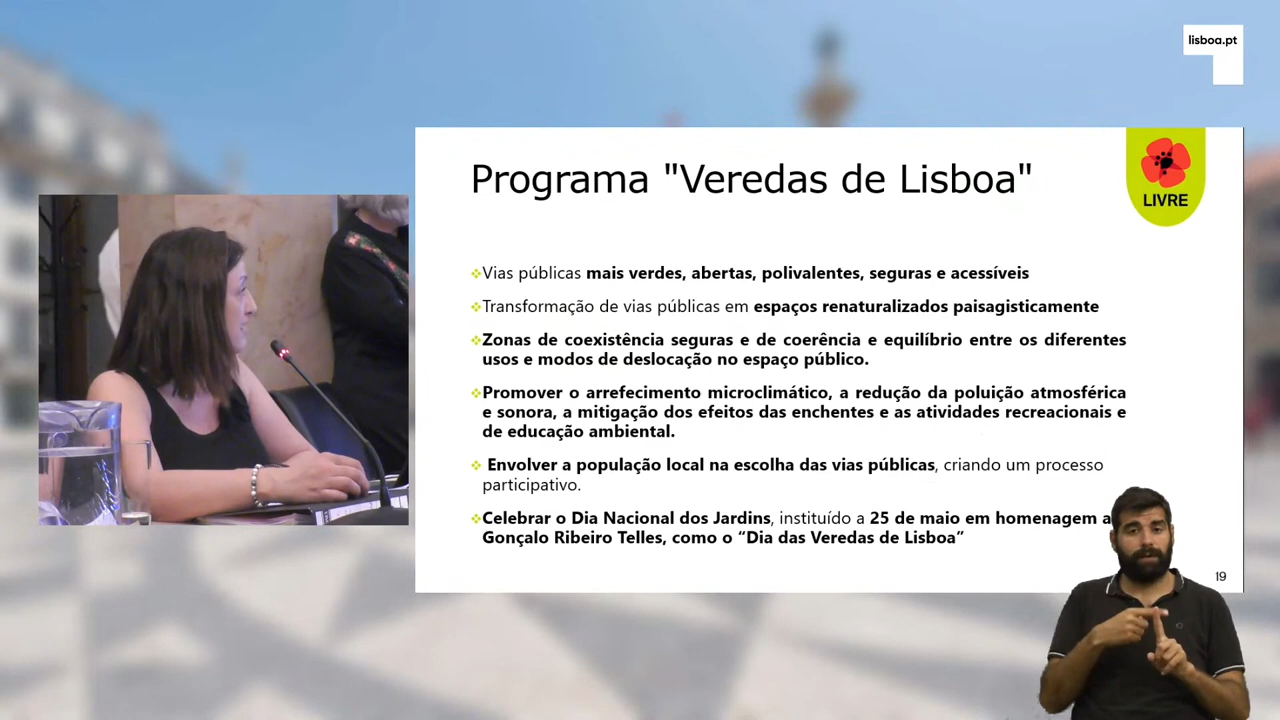 lisboa.pt
Programa "Veredas de Lisboa"
LIVRE
Vias públicas mais verdes, abertas, polivalentes, seguras e acessíveis
Transformação de vias públicas em espaços renaturalizados paisagisticamente
Zonas de coexistência seguras e de coerência e equilíbrio entre os diferentes
usos e modos de deslocação no espaço público.
Promover o arrefecimento microclimático, a redução da poluição atmosférica
e sonora, a mitigação dos efeitos das enchentes e as atividades recreacionais e
de educação ambiental.
Envolver a população local na escolha das vias públicas, criando um processo
participativo.
Celebrar o Dia Nacional dos Jardins, instituído a 25 de maio em homenagem a
Gonçalo Ribeiro Telles, como o “Dia das Veredas de Lisboa”
19